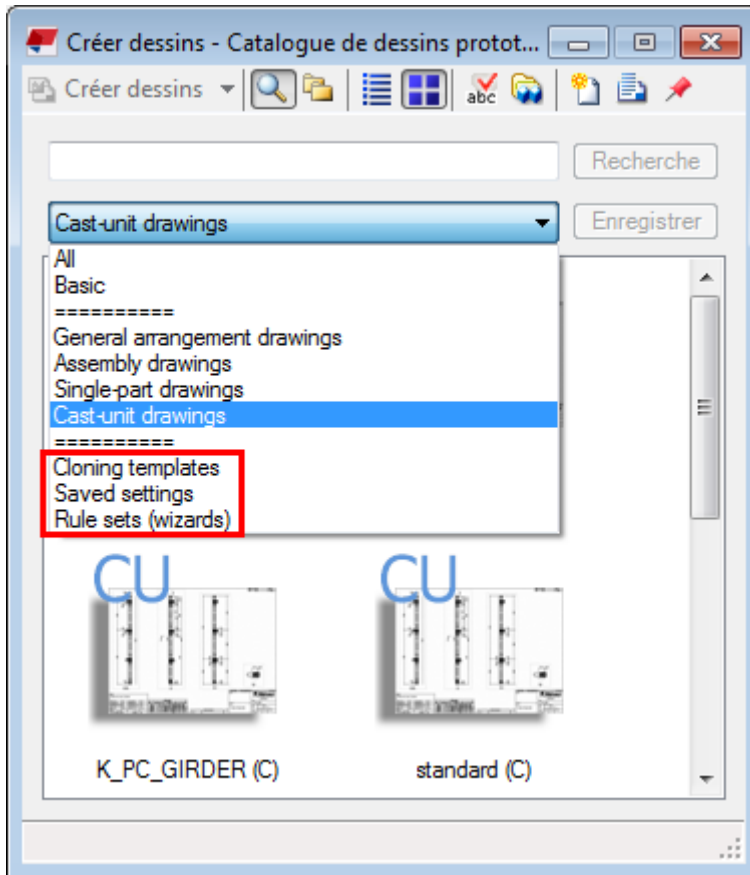 Créer dessins - Catalogue de dessins protot...
Créer dessins
abc
Recherche
Cast-unit drawings
Enregistrer
All
Basic
==========
General arrangement drawings
Assembly drawings
Single-part drawings
Cast-unit drawings
==========
Cloning templates
Saved settings
Rule sets (wizards)
CU CU
K_PC_GIRDER (C) standard (C)